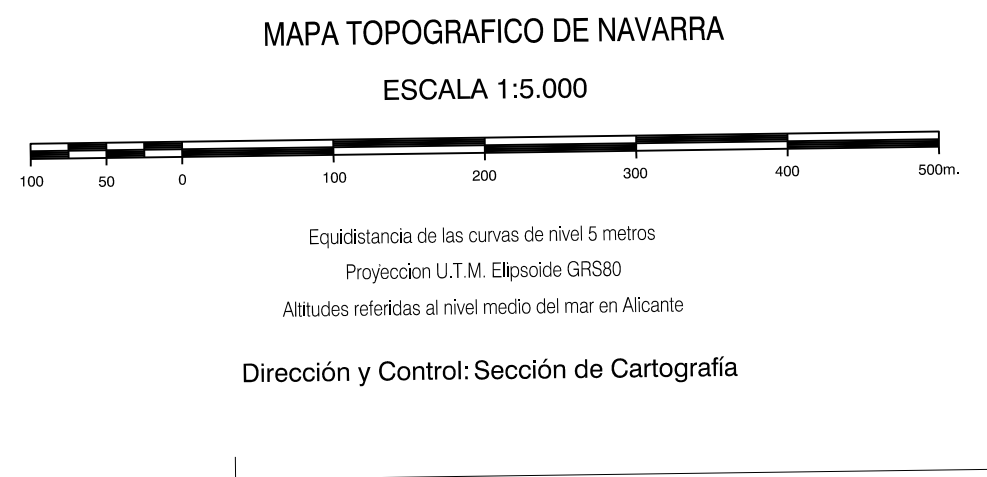 MAPA TOPOGRAFICO DE NAVARRA
ESCALA 1:5.000
100 50 0 100 200 300 400 500m.
Equidistancia de las curvas de nivel 5 metros
Proyeccion U.T.M. Elipsoide GRS80
Altitudes referidas al nivel medio del mar en Alicante
Dirección y Control: Sección de Cartografía